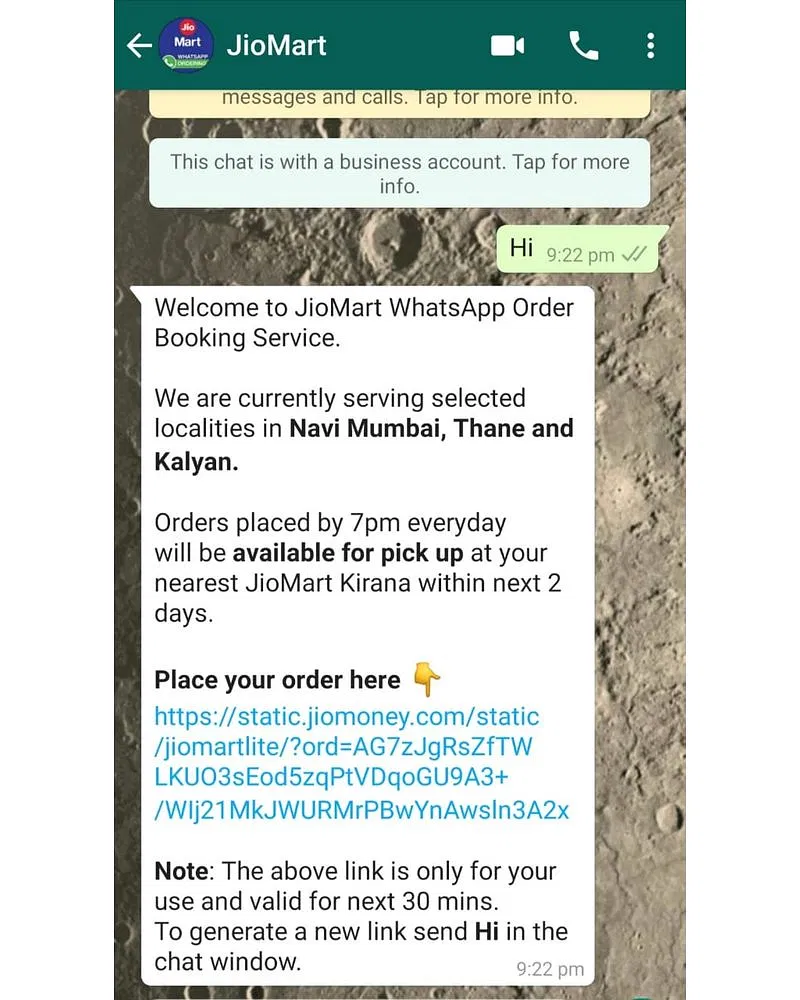 Jio
Mart
WHATSAPP
ORDERING
JioMart
messages and calls. Tap for more info.
This chat is with a business account. Tap for more
info.
Hi 9:22 pm
Welcome to JioMart WhatsApp Order
Booking Service.
We are currently serving selected
localities in Navi Mumbai, Thane and
Kalyan.
Orders placed by 7pm everyday
will be available for pick up at your
nearest JioMart Kirana within next 2
days.
Place your order here 👇
https://static.jiomoney.com/static
/jiomartlite/?ord=AG7zJgRsZfTW
LKUO3sEod5zqPtVDqoGU9A3+
/WIj21MkJWURMrPBwYnAwsln3A2x
Note: The above link is only for your
use and valid for next 30 mins.
To generate a new link send Hi in the
chat window.
9:22 pm